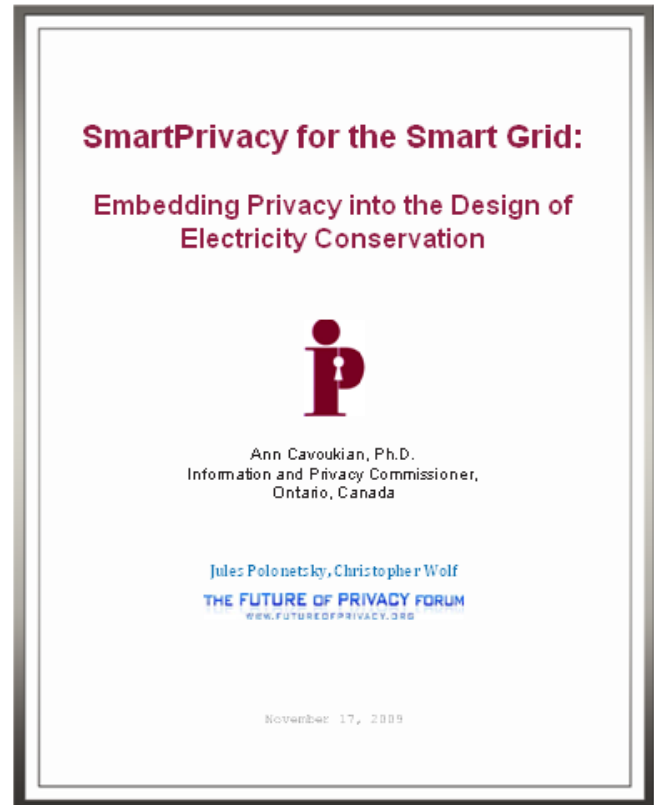 SmartPrivacy for the Smart Grid:
Embedding Privacy into the Design of
Electricity Conservation
iP
Ann Cavoukian, Ph.D.
Information and Privacy Commissioner,
Ontario, Canada
Jules Polonetsky, Christopher Wolf
THE FUTURE OF PRIVACY FORUM
WWW.FUTUREOFPRIVACY.ORG
November 17, 2009